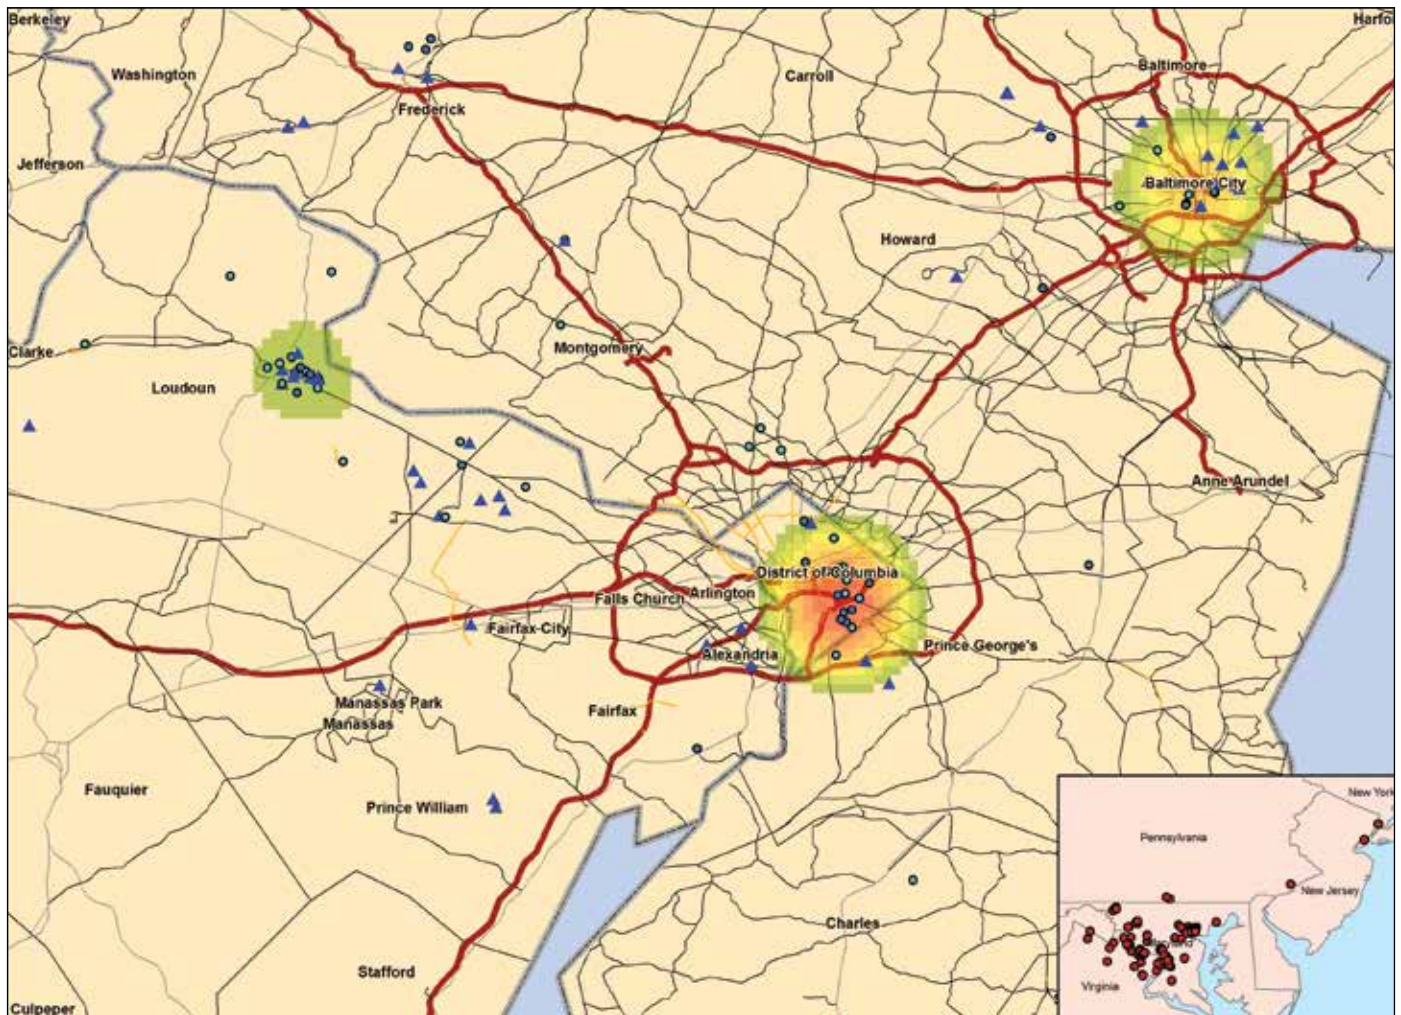 Berkeley
Harfo
Washington
Carroll
Baltimore
Frederick
Jefferson
Baltimore City
Howard
Clarke
Montgomery
Loudoun
Anne Arundel
District of Columbia
Falls Church
Arlington
Fairfax City
Prince George's
Alexandria
Manassas Park
Fairfax
Manassas
Fauquier
Prince William
New York
Pennsylvania
New Jersey
Charles
Stafford
Virginia
Culpeper